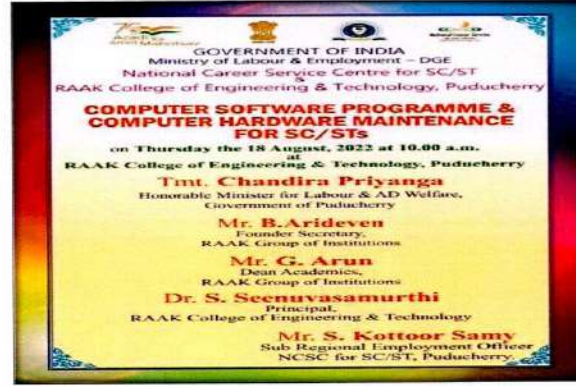 Azadi Ka
Amrit Mahotsav
GOVERNMENT OF INDIA
Ministry of Labour & Employment – DGE
National Career Service Centre for SC/ST
&
RAAK College of Engineering & Technology, Puducherry
COMPUTER SOFTWARE PROGRAMME &
COMPUTER HARDWARE MAINTENANCE
FOR SC/STs
on Thursday the 18 August, 2022 at 10.00 a.m.
at
RAAK College of Engineering & Technology, Puducherry
Tmt. Chandira Priyanga
Honorable Minister for Labour & AD Welfare,
Government of Puducherry
Mr. B.Arideven
Founder Secretary,
RAAK Group of Institutions
Mr. G. Arun
Dean Academics,
RAAK Group of Institutions
Dr. S. Seenuvasamurthi
Principal,
RAAK College of Engineering & Technology
Mr. S. Kottoor Samy
Sub Regional Employment Officer
NCSC for SC/ST, Puducherry.